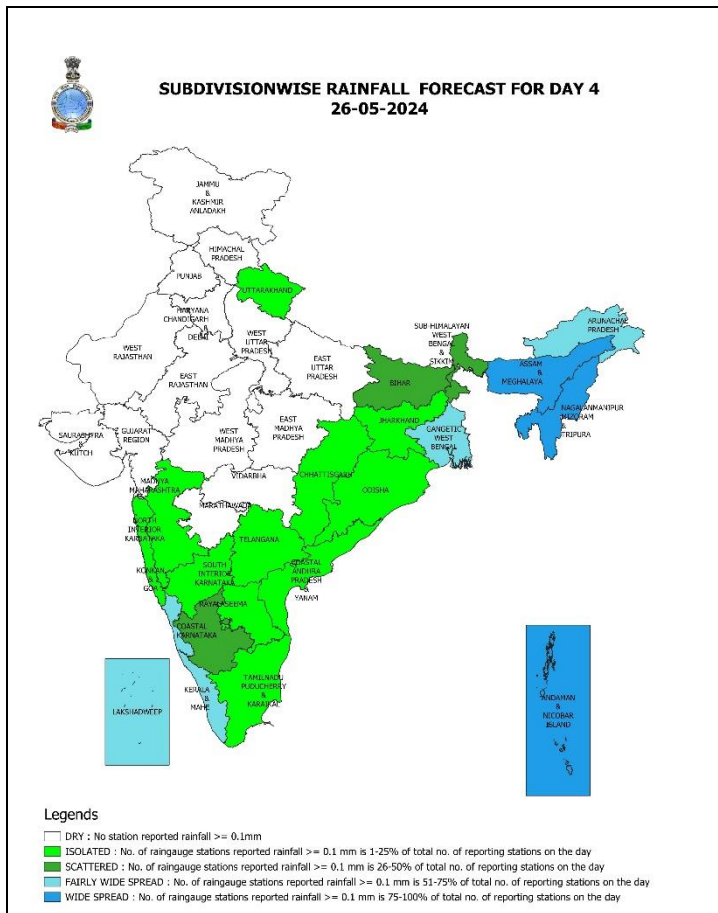 SUBDIVISIONWISE RAINFALL FORECAST FOR DAY 4
26-05-2024
JAMMU
&
KASHMIR
ANLADAKH
HIMACHAL
PRADESH
PUNJAB
UTTARAKHAND
HARYANA
CHANDIGARH
&
DELHI
WEST
UTTAR
PRADESH
SUB-HIMALAYAN
WEST
BENGAL
&
SIKKIM
ARUNACHAL
PRADESH
WEST
RAJASTHAN
EAST
RAJASTHAN
EAST
UTTAR
PRADESH
BIHAR
ASSAM
&
MEGHALAYA
NAGALANMANIPUR
MIZORAM
&
TRIPURA
SAURASHTRA
&
KUTCH
GUJARAT
REGION
WEST
MADHYA
PRADESH
EAST
MADHYA
PRADESH
JHARKHAND
GANGETIC
WEST
BENGAL
MADHYA
MAHARASHTRA
VIDARBHA
CHHATTISGARH
ODISHA
MARATHAWADA
NORTH
INTERIOR
KARNATAKA
TELANGANA
KONKAN
&
GOA
SOUTH
INTERIOR
KARNATAKA
COASTAL
ANDHRA
PRADESH
&
YANAM
RAYALASEEMA
COASTAL
KARNATAKA
LAKSHADWEEP
KERALA
&
MAHE
TAMILNADU
PUDUCHERRY
&
KARAIKAL
ANDAMAN
&
NICOBAR
ISLAND
Legends
DRY : No station reported rainfall >= 0.1mm
ISOLATED : No. of raingauge stations reported rainfall >= 0.1 mm is 1-25% of total no. of reporting stations on the day
SCATTERED : No. of raingauge stations reported rainfall >= 0.1 mm is 26-50% of total no. of reporting stations on the day
FAIRLY WIDE SPREAD : No. of raingauge stations reported rainfall >= 0.1 mm is 51-75% of total no. of reporting stations on the day
WIDE SPREAD : No. of raingauge stations reported rainfall >= 0.1 mm is 75-100% of total no. of reporting stations on the day